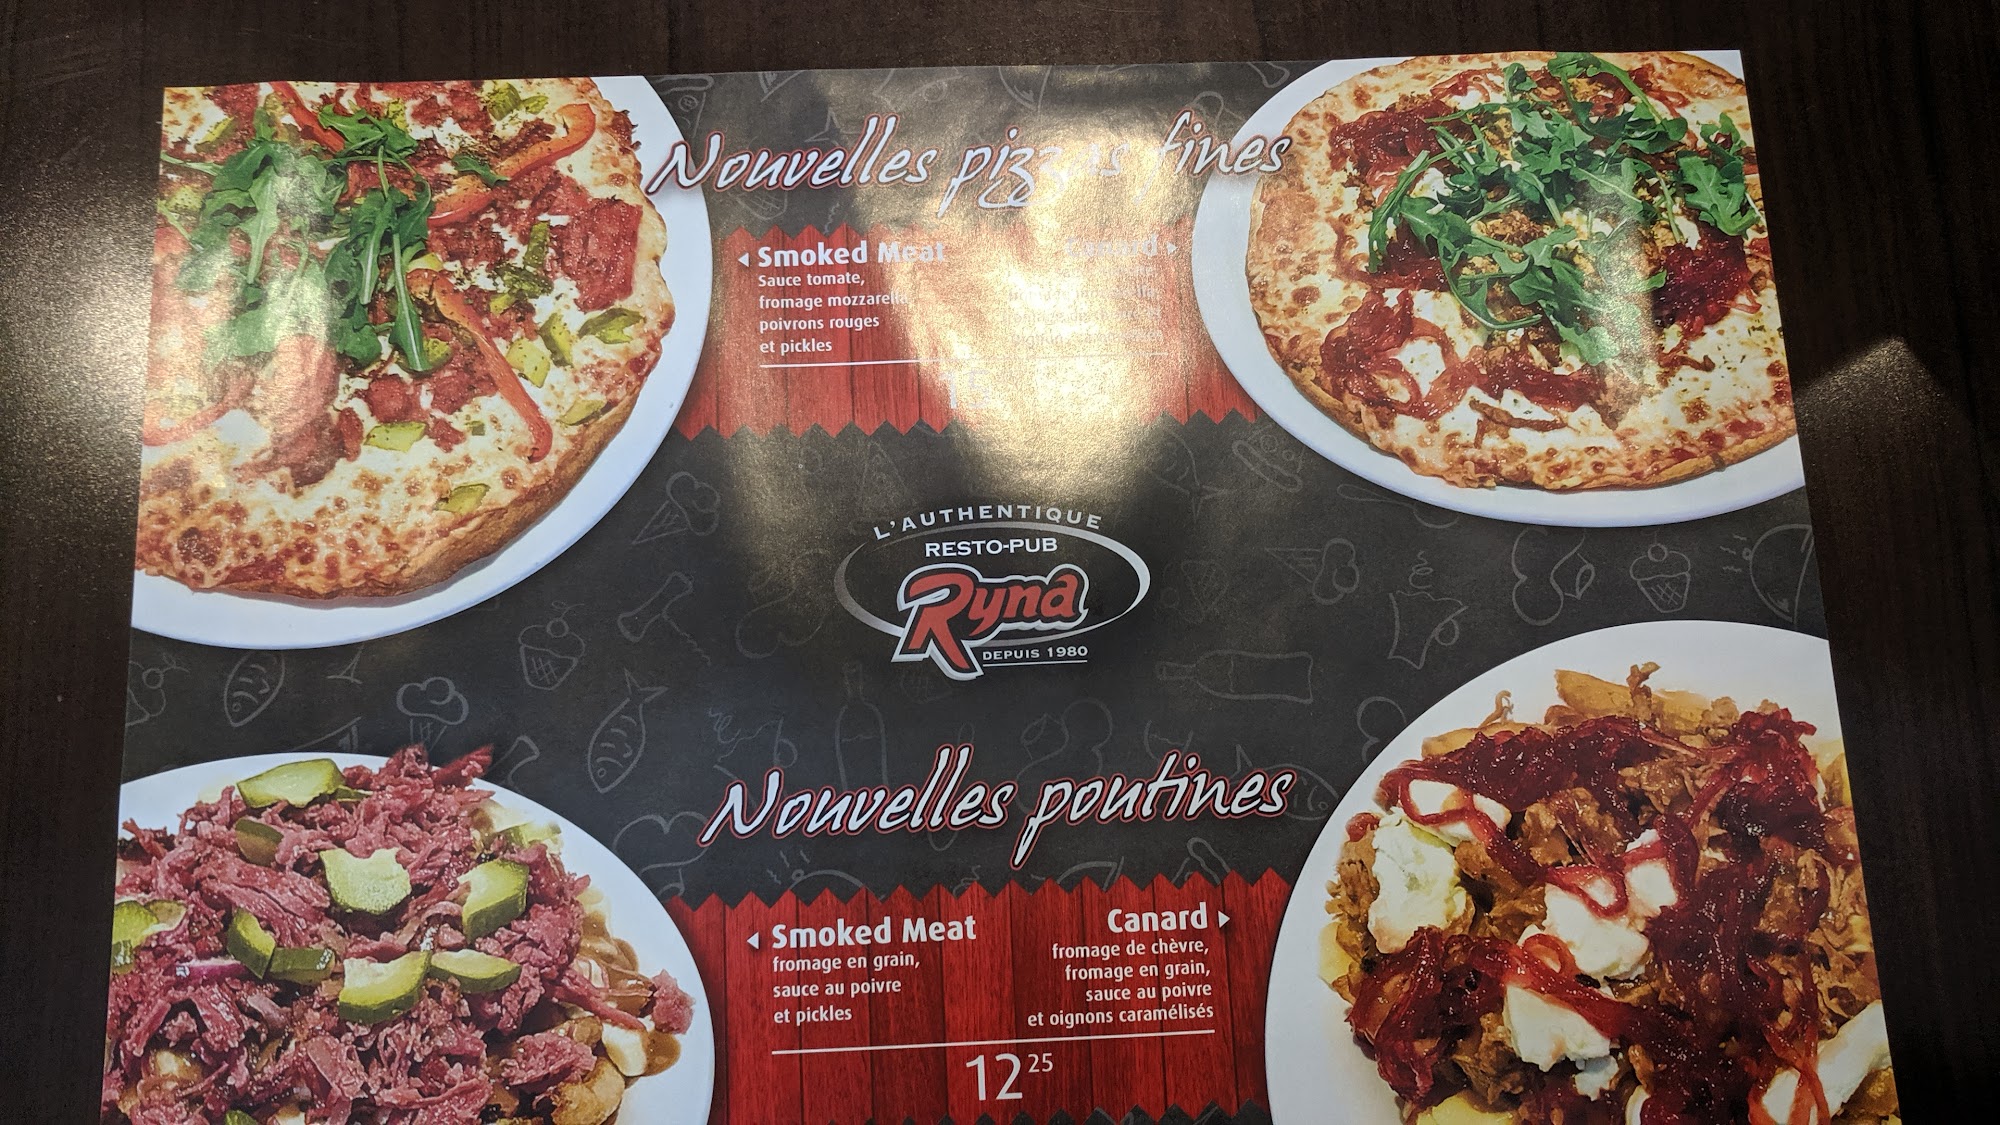 Nouvelles pizzas fines
Smoked Meat
Sauce tomate,
fromage mozzarella,
poivrons rouges
et pickles
Canard
L'AUTHENTIQUE
RESTO-PUB
Ryna
DEPUIS 1980
Nouvelles poutines
Smoked Meat
fromage en grain,
sauce au poivre
et pickles
Canard
fromage de chèvre,
fromage en grain,
sauce au poivre
et oignons caramélisés
12 25